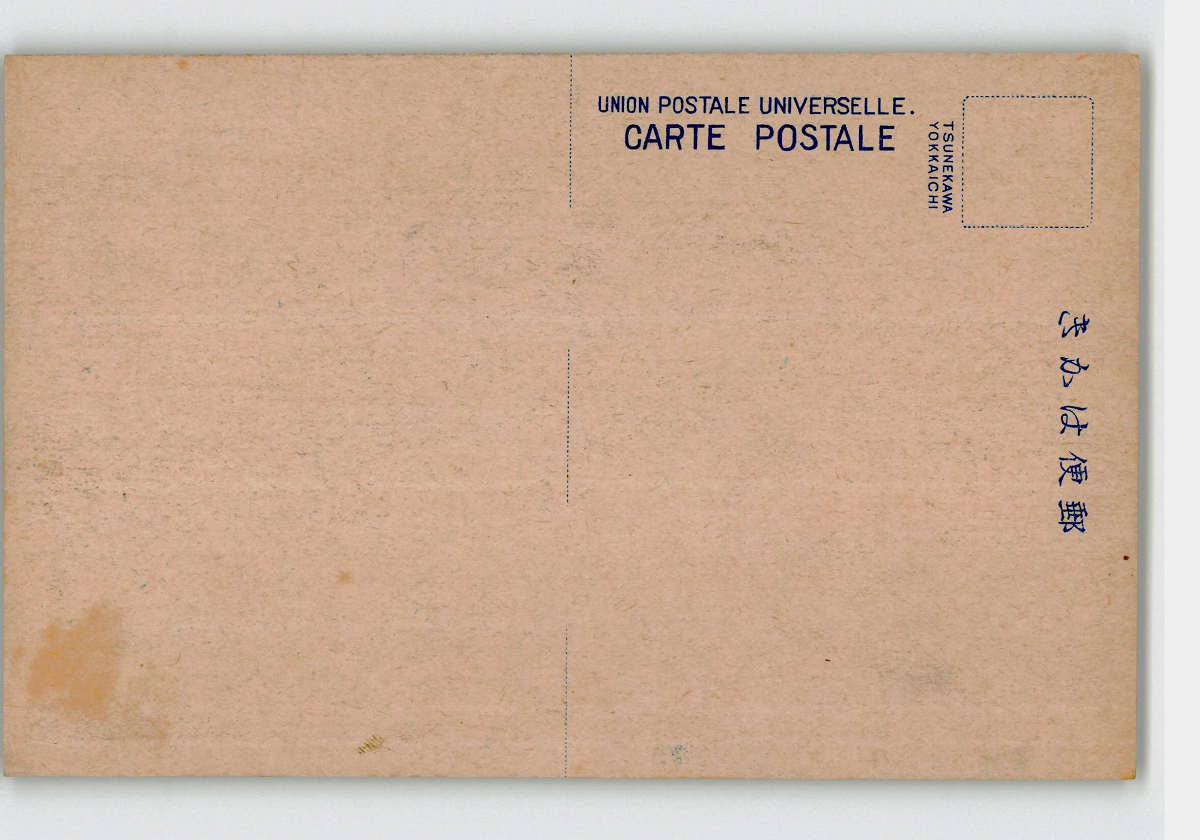 UNION POSTALE UNIVERSELLE.
CARTE POSTALE
TSUNEKAWA
YOKKAICHI
郵便はかき